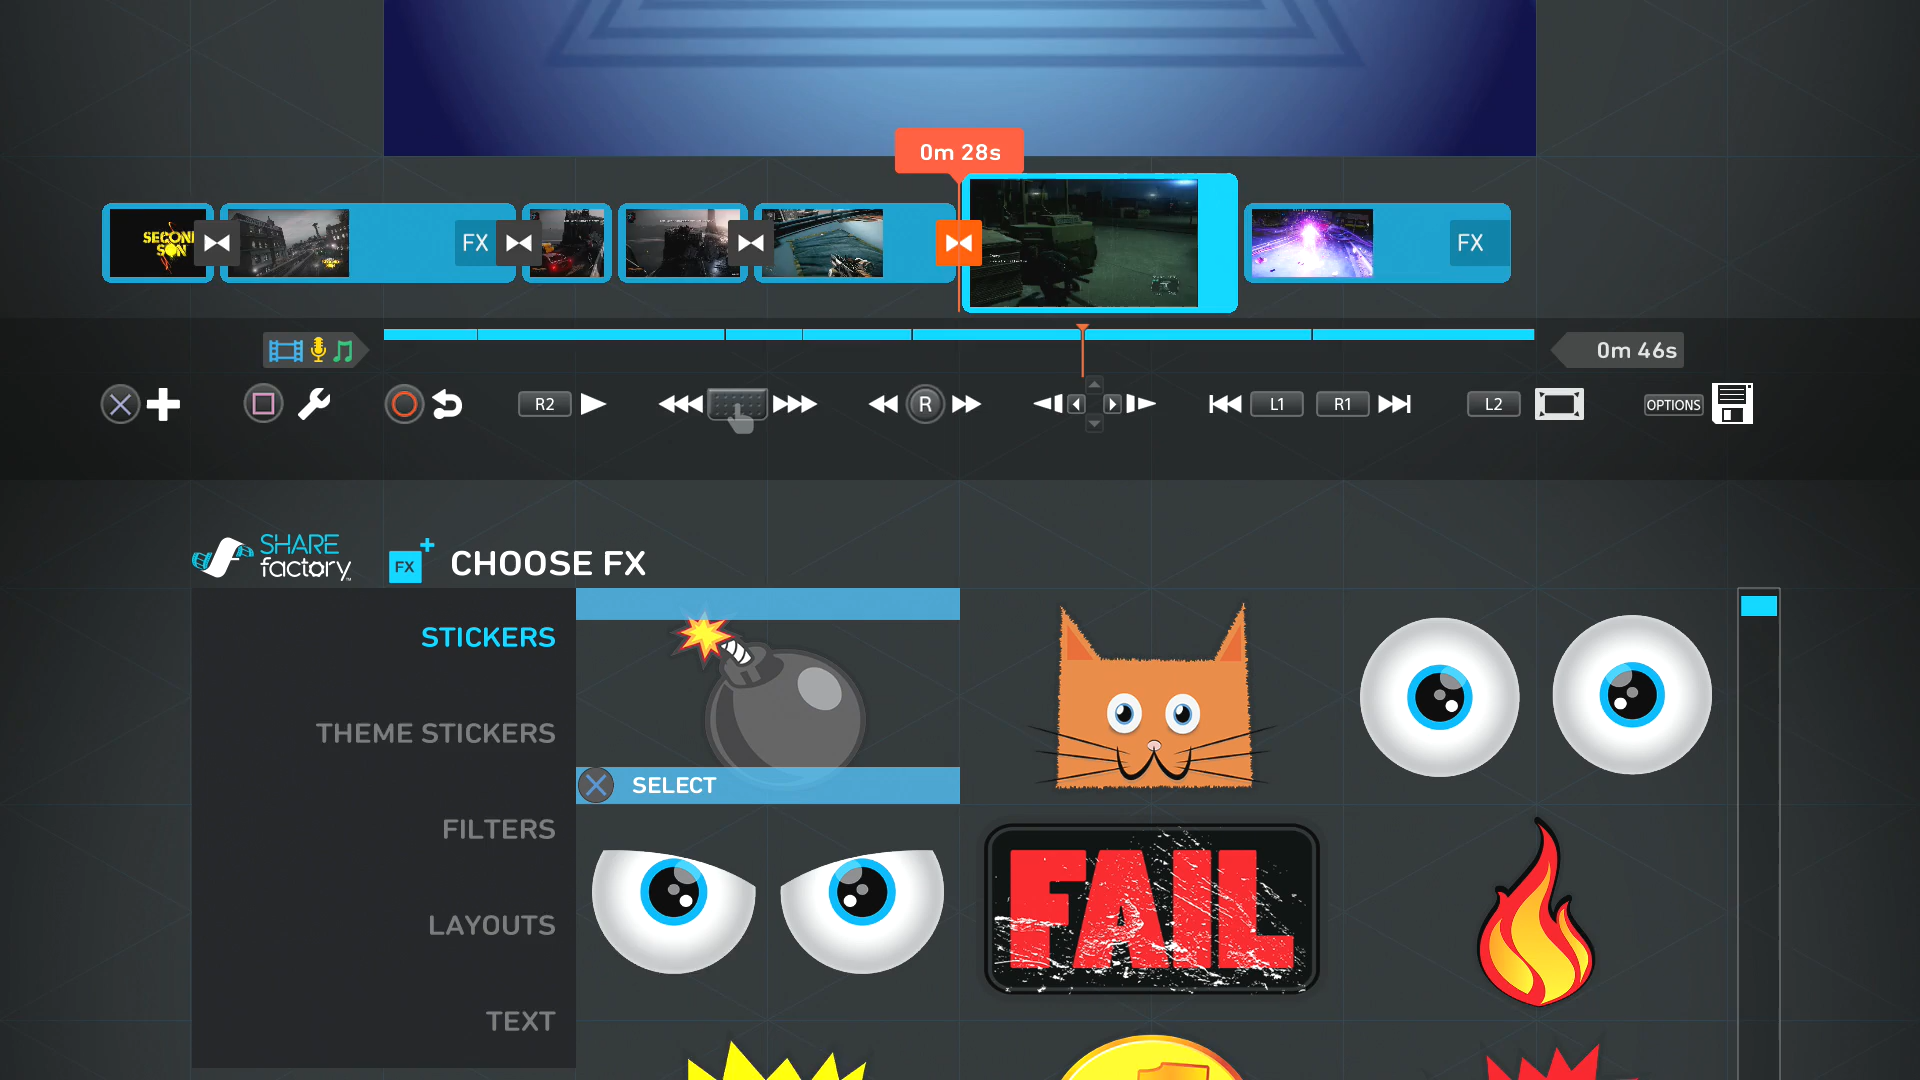 0m 28s
SECOND
SON
FX
FX
0m 46s
R2
R
L1
R1
L2
OPTIONS
SHARE
factory™
FX
CHOOSE FX
STICKERS
THEME STICKERS
FILTERS
LAYOUTS
TEXT
SELECT
FAIL